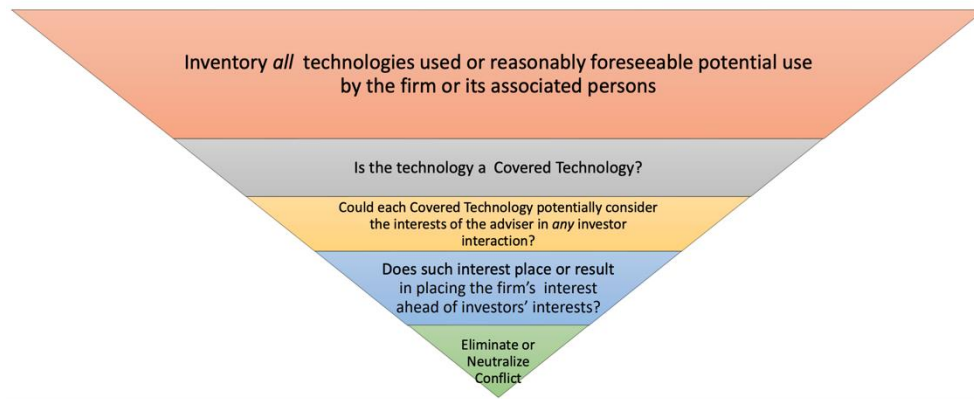 Inventory all technologies used or reasonably foreseeable potential use
by the firm or its associated persons
Is the technology a Covered Technology?
Could each Covered Technology potentially consider
the interests of the adviser in any investor
interaction?
Does such interest place or result
in placing the firm's interest
ahead of investors' interests?
Eliminate or
Neutralize
Conflict